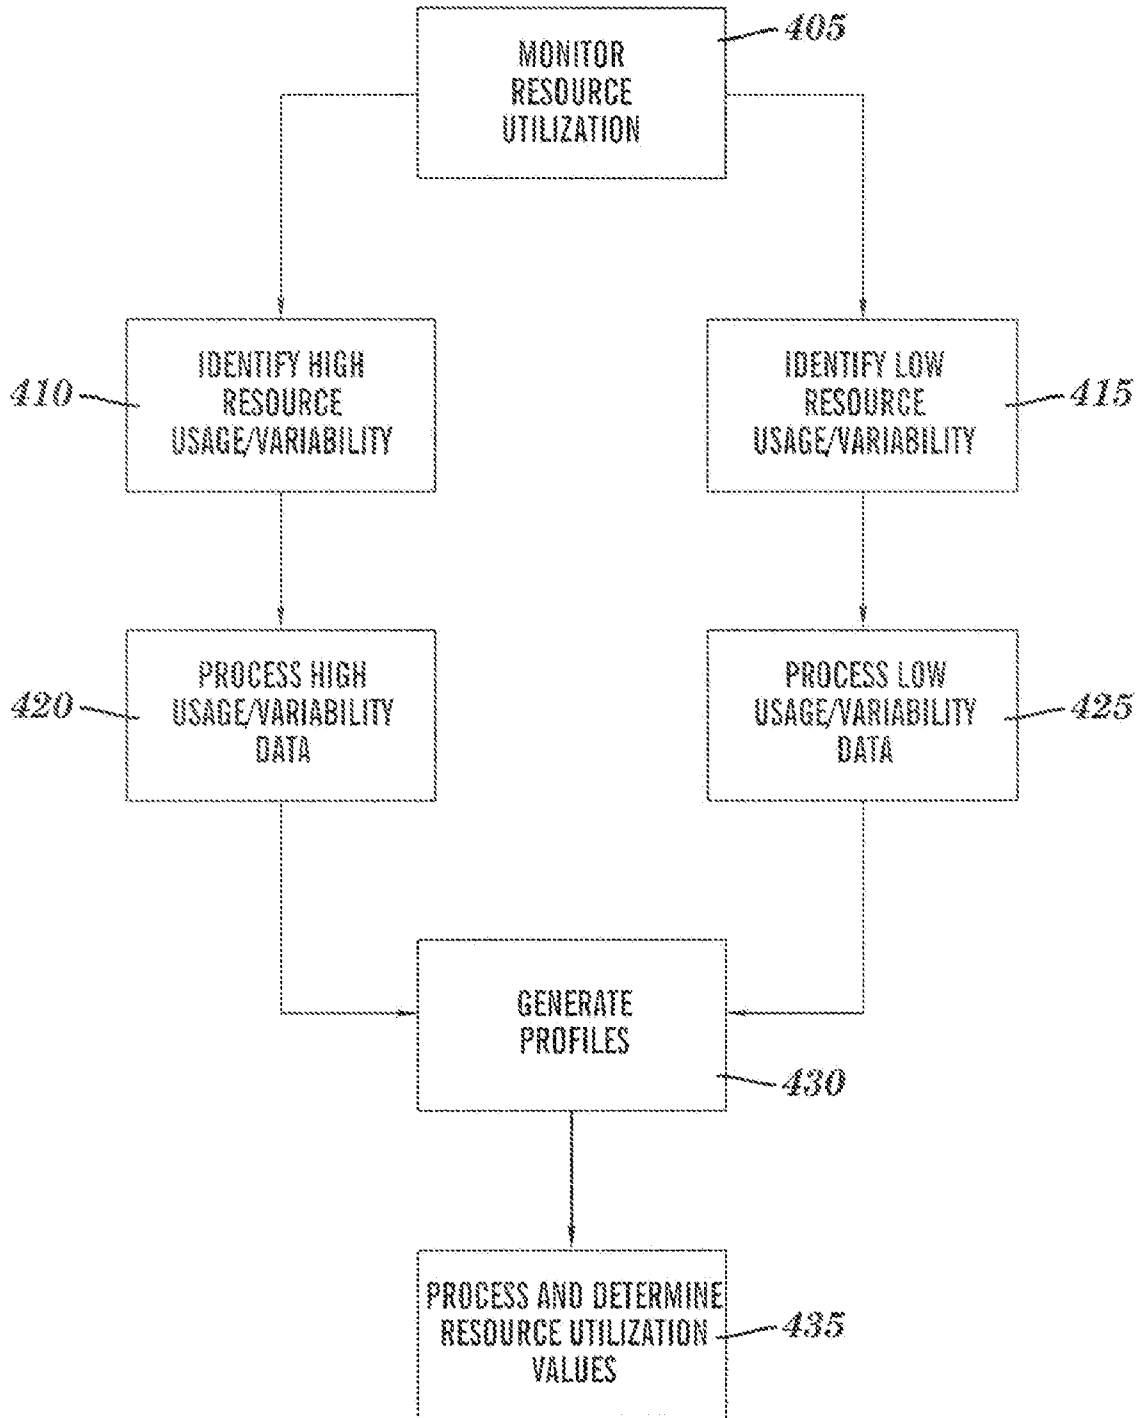 405
MONITOR
RESOURCE
UTILIZATION
IDENTIFY HIGH
RESOURCE
USAGE/VARIABILITY
410
IDENTIFY LOW
RESOURCE
USAGE/VARIABILITY
415
PROCESS HIGH
USAGE/VARIABILITY
DATA
420
PROCESS LOW
USAGE/VARIABILITY
DATA
425
GENERATE
PROFILES
430
PROCESS AND DETERMINE
RESOURCE UTILIZATION
VALUES
435